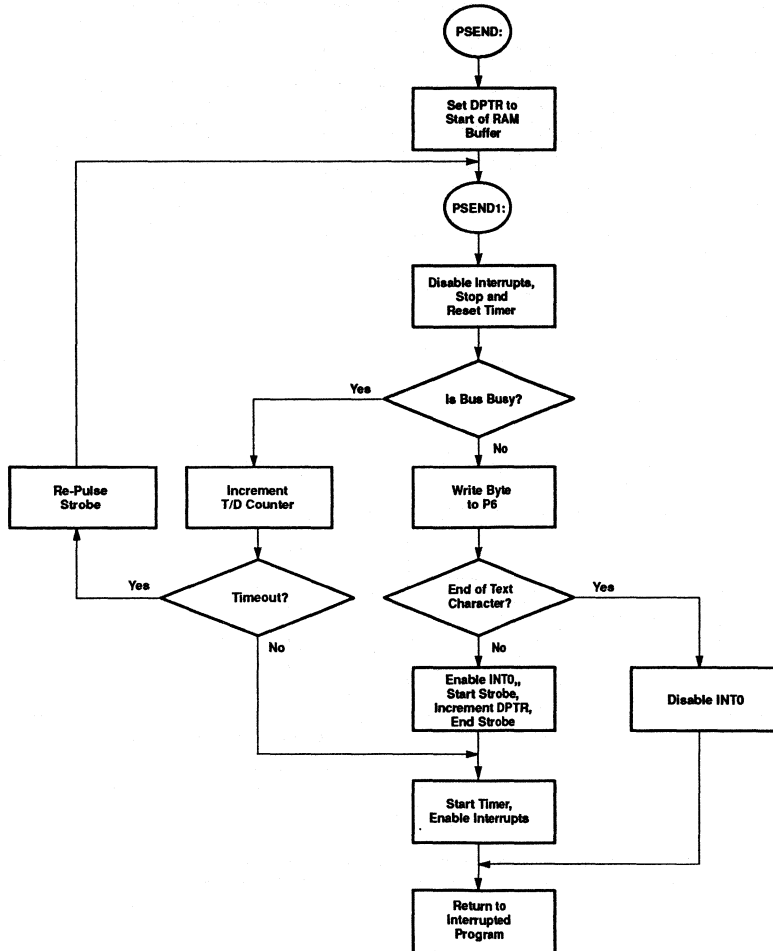 PSEND:
Set DPTR to
Start of RAM
Buffer
PSEND1:
Disable Interrupts,
Stop and
Reset Timer
Is Bus Busy?
Yes
No
Re-Pulse
Strobe
Increment
T/D Counter
Write Byte
to P6
Timeout?
Yes
No
End of Text
Character?
Yes
No
Enable INT0,,
Start Strobe,
Increment DPTR,
End Strobe
Disable INT0
Start Timer,
Enable Interrupts
Return to
Interrupted
Program